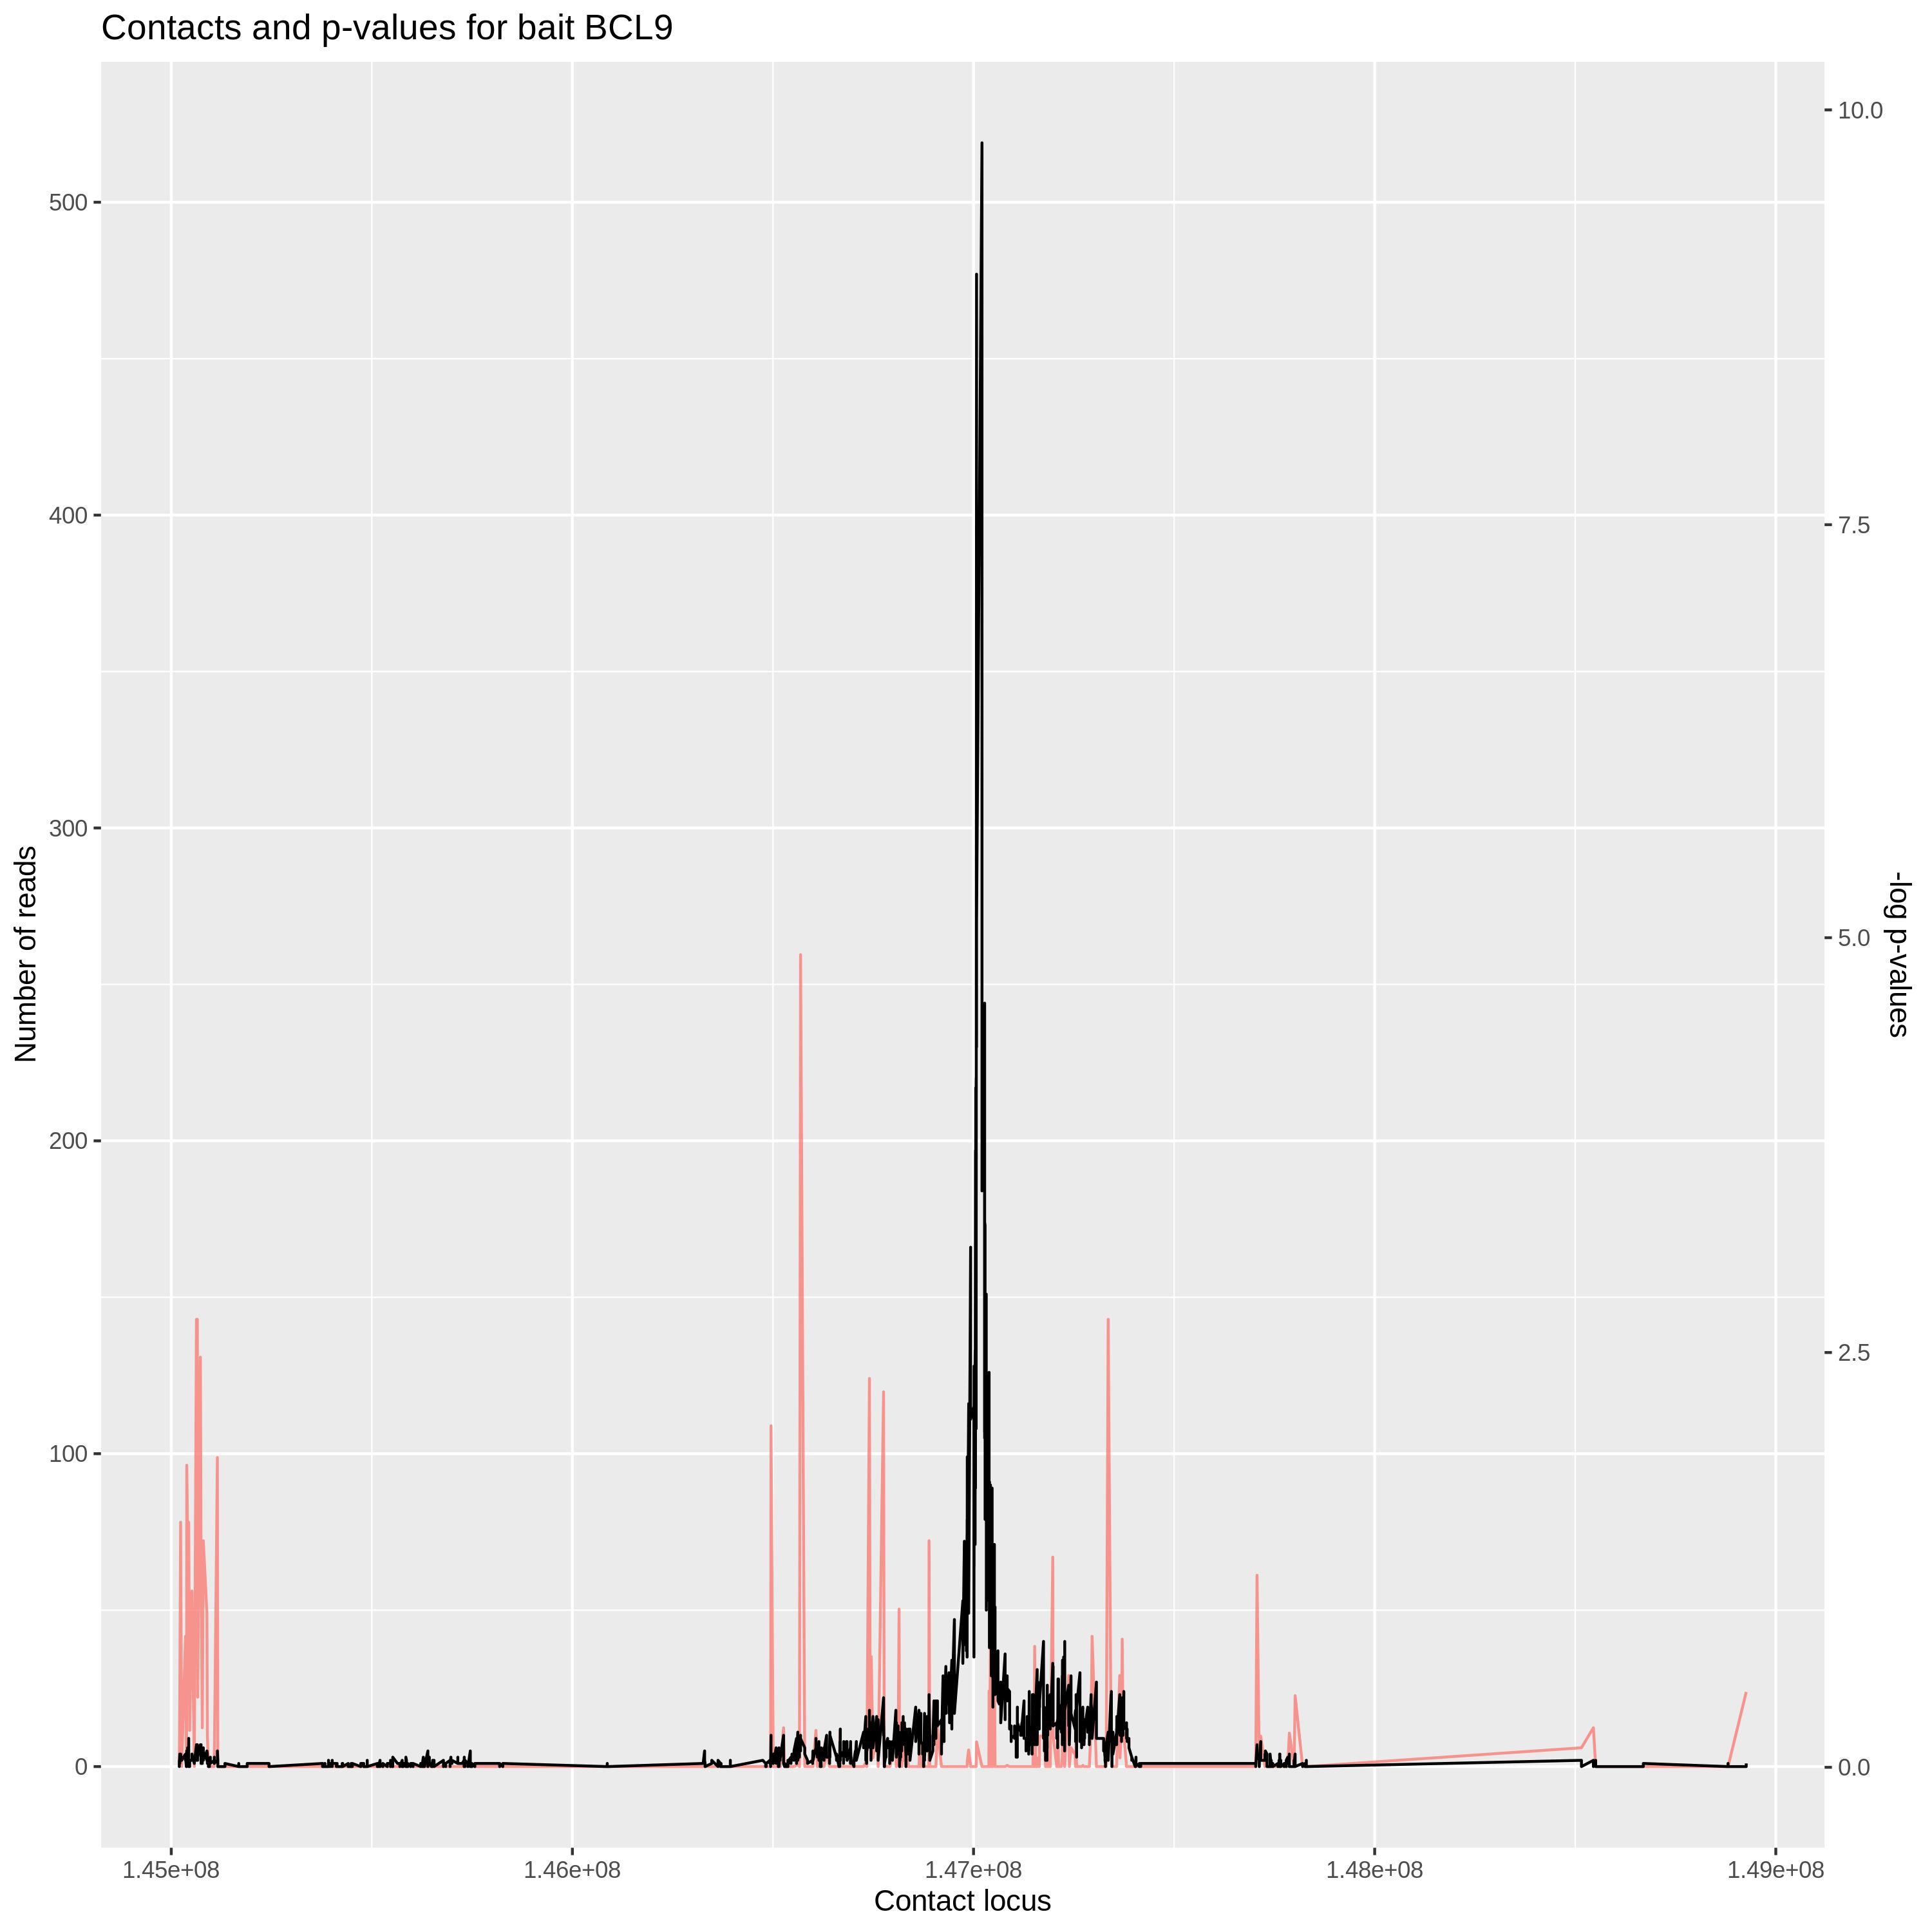 Contacts and p-values for bait BCL9
Number of reads
500
400
300
200
100
0
10.0
7.5
5.0
2.5
0.0
-log p-values
1.45e+08 1.46e+08 1.47e+08 1.48e+08 1.49e+08
Contact locus